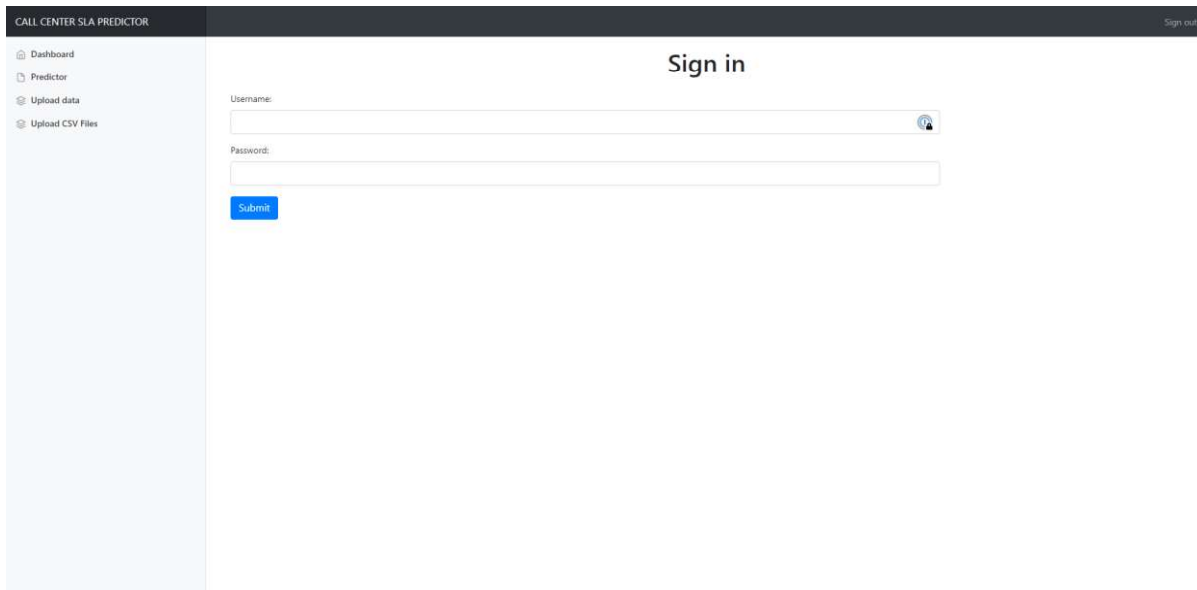 CALL CENTER SLA PREDICTOR
Sign out
Dashboard
Predictor
Upload data
Upload CSV Files
Sign in
Username:
Password:
Submit